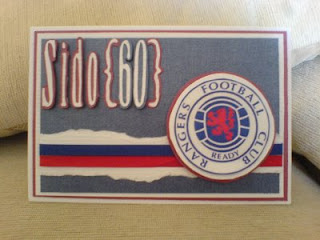 Sido {60}
RANGERS FOOTBALL CLUB
READY